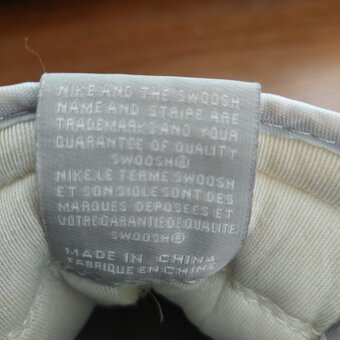 NIKE AND THE SWOOSH
NAME AND STRIPE ARE
TRADEMARKS AND YOUR
GUARANTEE OF QUALITY
SWOOSH®
NIKE.LE TERME SWOOSH
ET SON SIGLE SONT DES
MARQUES DEPOSEES ET
VOTRE GARANTIE DE QUALITE.
SWOOSH®
MADE IN CHINA
FABRIQUE EN CHINE